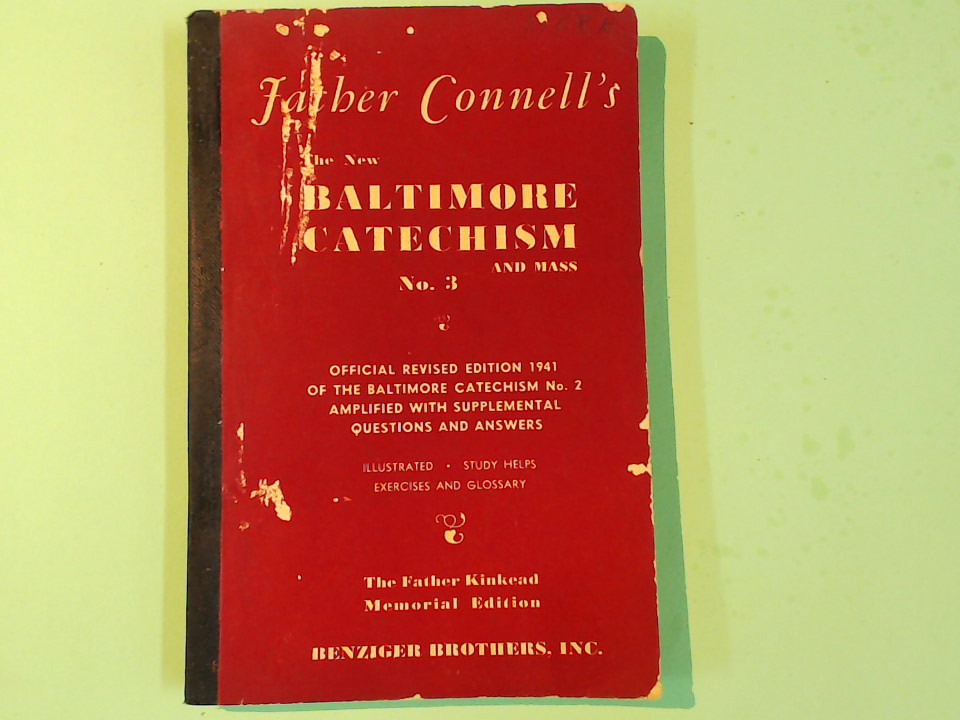 Father Connell's
The New
BALTIMORE
CATECHISM
AND MASS
No. 3
OFFICIAL REVISED EDITION 1941
OF THE BALTIMORE CATECHISM No. 2
AMPLIFIED WITH SUPPLEMENTAL
QUESTIONS AND ANSWERS
ILLUSTRATED • STUDY HELPS
EXERCISES AND GLOSSARY
The Father Kinkead
Memorial Edition
BENZIGER BROTHERS, INC.